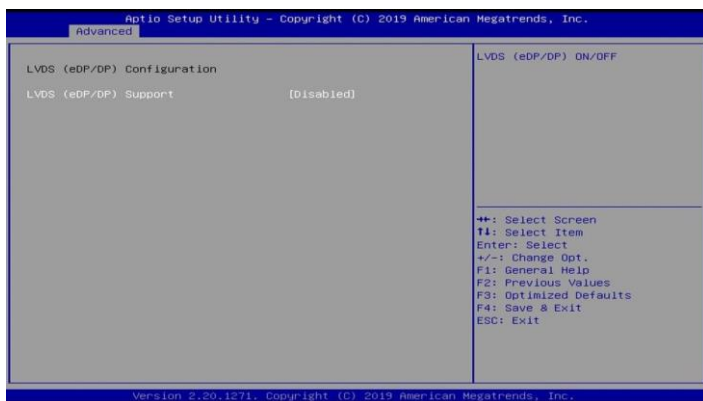 Aptio Setup Utility – Copyright (C) 2019 American Megatrends, Inc.
Advanced
LVDS (eDP/DP) Configuration
LVDS (eDP/DP) Support [Disabled]
LVDS (eDP/DP) ON/OFF
→←: Select Screen
↑↓: Select Item
Enter: Select
+/-: Change Opt.
F1: General Help
F2: Previous Values
F3: Optimized Defaults
F4: Save & Exit
ESC: Exit
Version 2.20.1271. Copyright (C) 2019 American Megatrends, Inc.